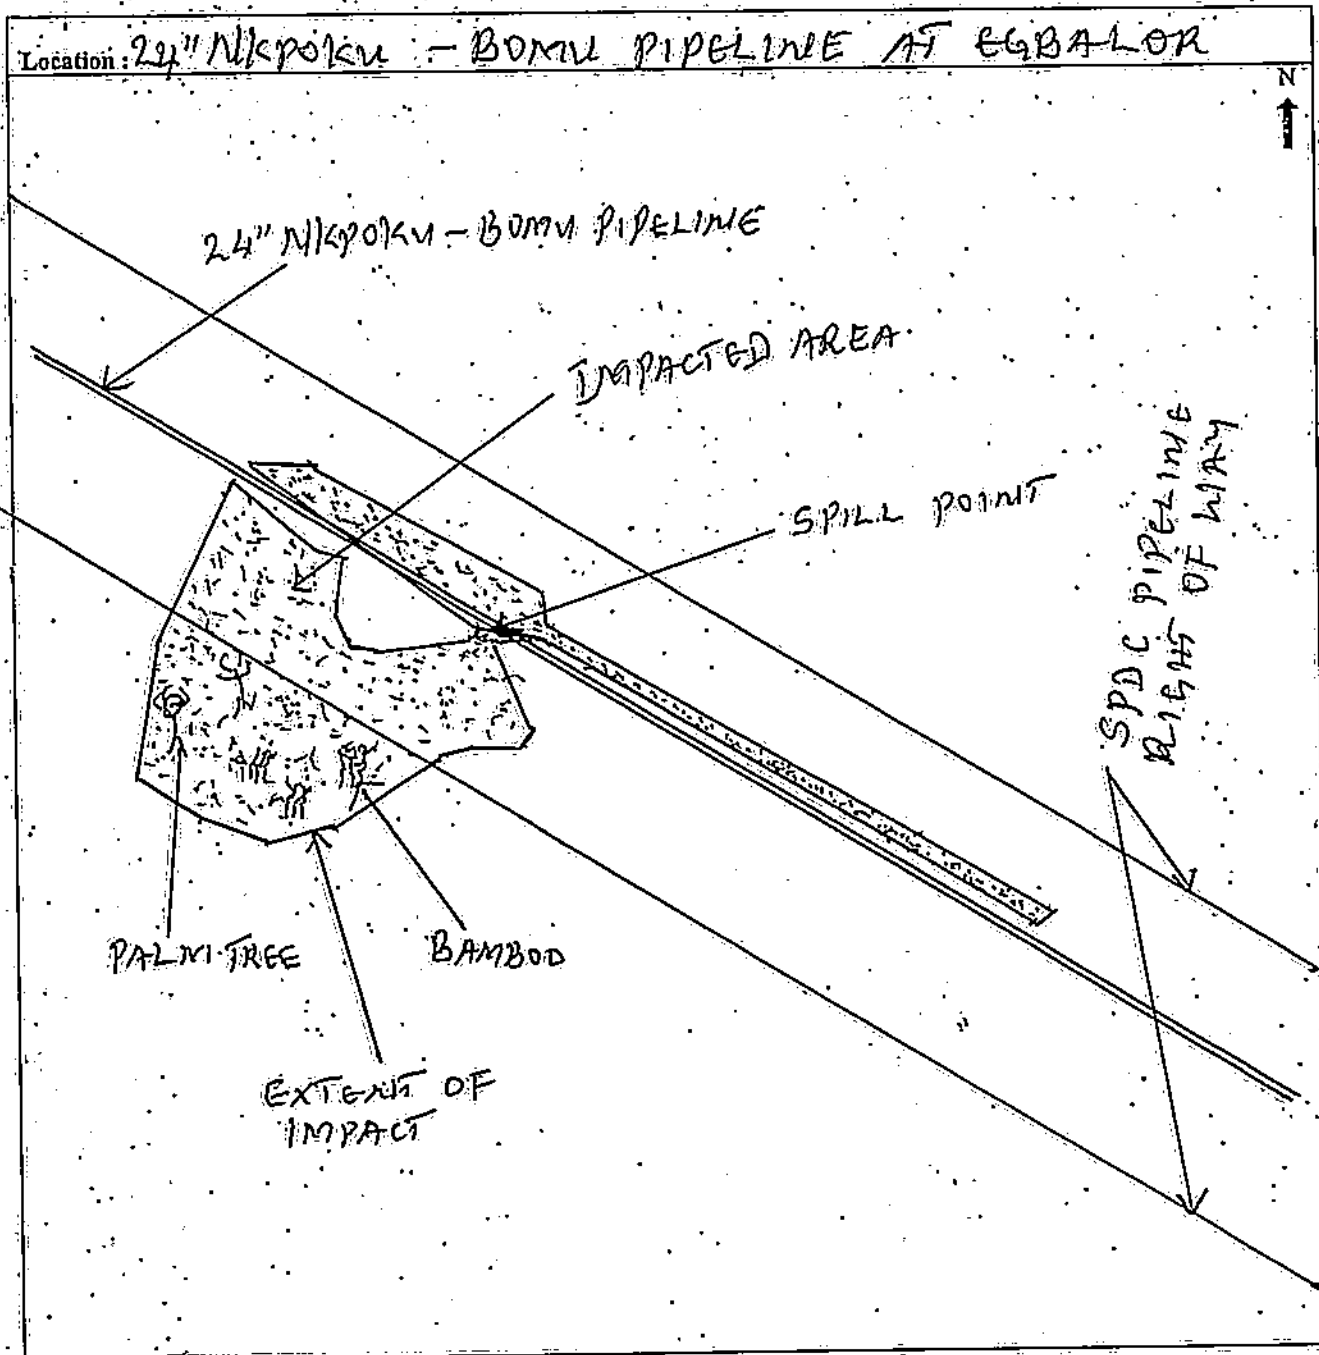 Location: 24" NKPOKU - BOMU PIPELINE AT EGBALOR
N
24" NKPOKU - BOMU PIPELINE
IMPACTED AREA.
SPILL POINT
SPDC PIPELINE
RIGHT OF WAY
PALM TREE
BAMBOO
EXTENT OF
IMPACT